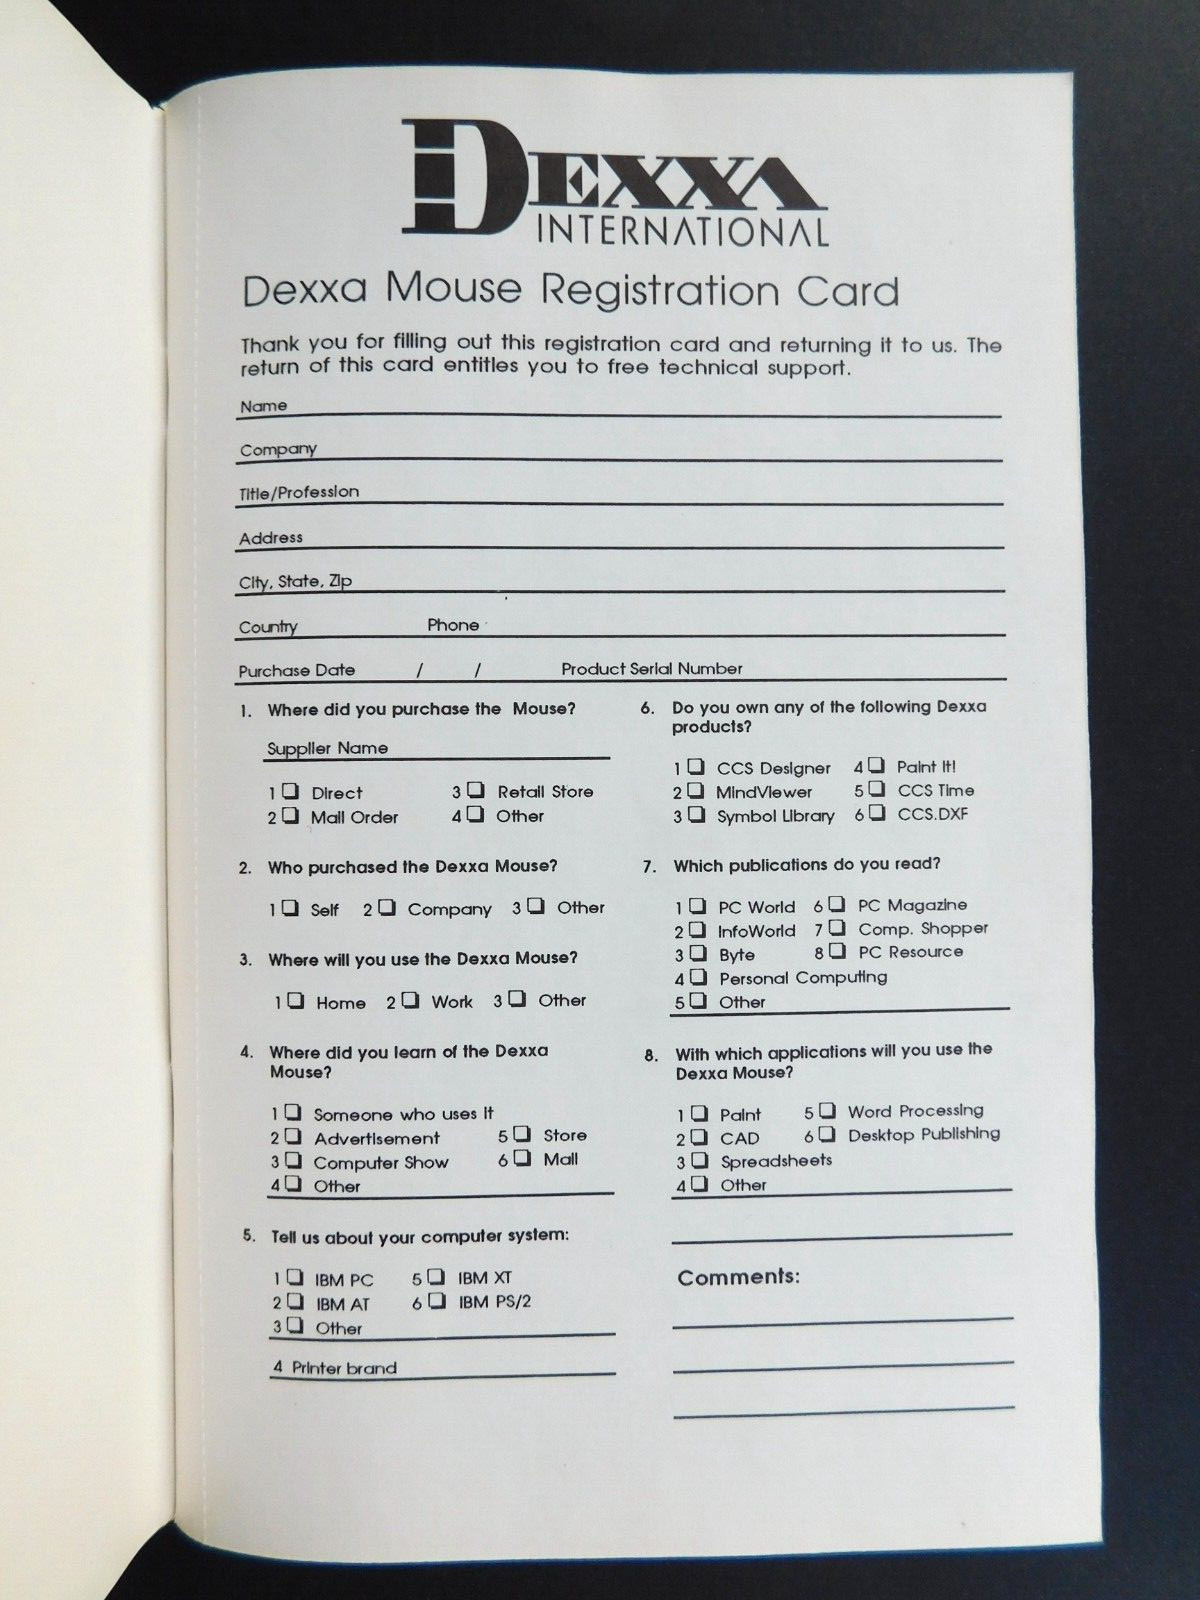 DEXXA
INTERNATIONAL
Dexxa Mouse Registration Card
Thank you for filling out this registration card and returning it to us. The
return of this card entitles you to free technical support.
Name
Company
Title/Profession
Address
City, State, Zip
Country Phone
Purchase Date / / Product Serial Number
1. Where did you purchase the Mouse?
Supplier Name
1 Direct 3 Retail Store
2 Mail Order 4 Other
2. Who purchased the Dexxa Mouse?
1 Self 2 Company 3 Other
3. Where will you use the Dexxa Mouse?
1 Home 2 Work 3 Other
4. Where did you learn of the Dexxa
Mouse?
1 Someone who uses it
2 Advertisement 5 Store
3 Computer Show 6 Mail
4 Other
5. Tell us about your computer system:
1 IBM PC 5 IBM XT
2 IBM AT 6 IBM PS/2
3 Other
4 Printer brand
6. Do you own any of the following Dexxa
products?
1 CCS Designer 4 Paint It!
2 MindViewer 5 CCS Time
3 Symbol Library 6 CCS.DXF
7. Which publications do you read?
1 PC World 6 PC Magazine
2 InfoWorld 7 Comp. Shopper
3 Byte 8 PC Resource
4 Personal Computing
5 Other
8. With which applications will you use the
Dexxa Mouse?
1 Paint 5 Word Processing
2 CAD 6 Desktop Publishing
3 Spreadsheets
4 Other
Comments: